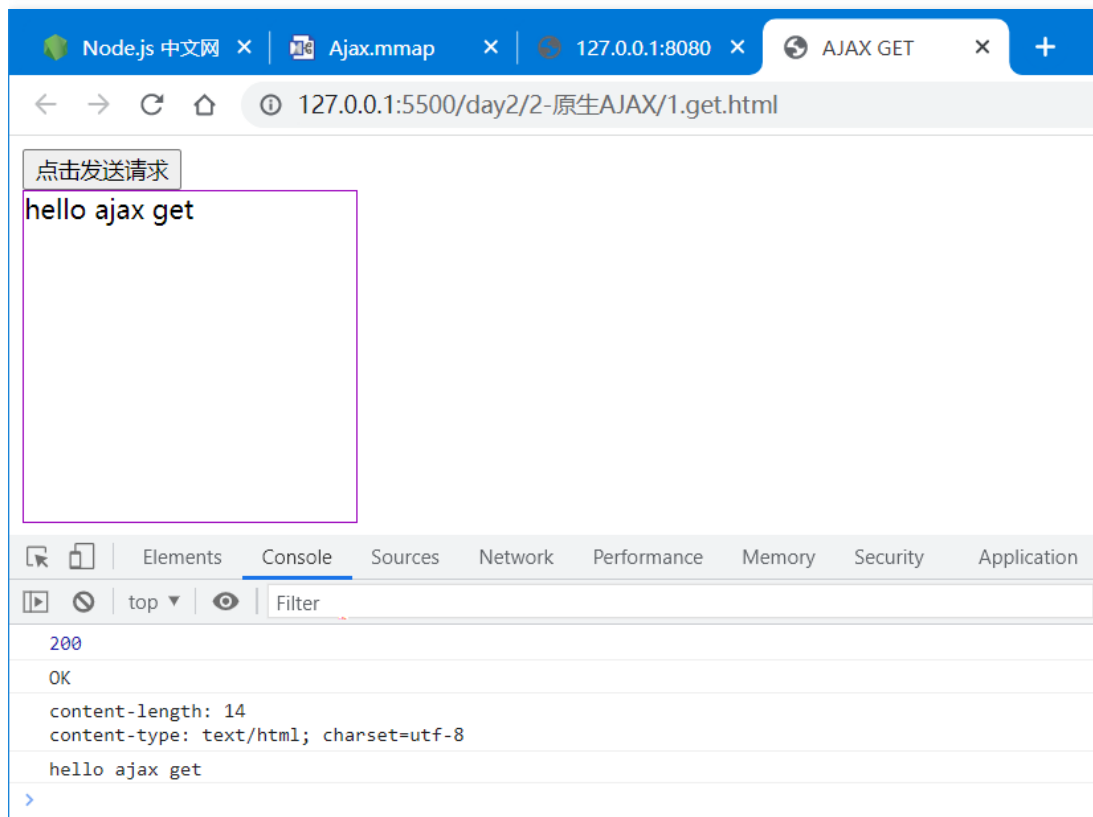 Node.js 中文网 Ajax.mmap 127.0.0.1:8080 AJAX GET
127.0.0.1:5500/day2/2-原生AJAX/1.get.html
点击发送请求
hello ajax get
Elements Console Sources Network Performance Memory Security Application
top Filter
200
OK
content-length: 14
content-type: text/html; charset=utf-8
hello ajax get